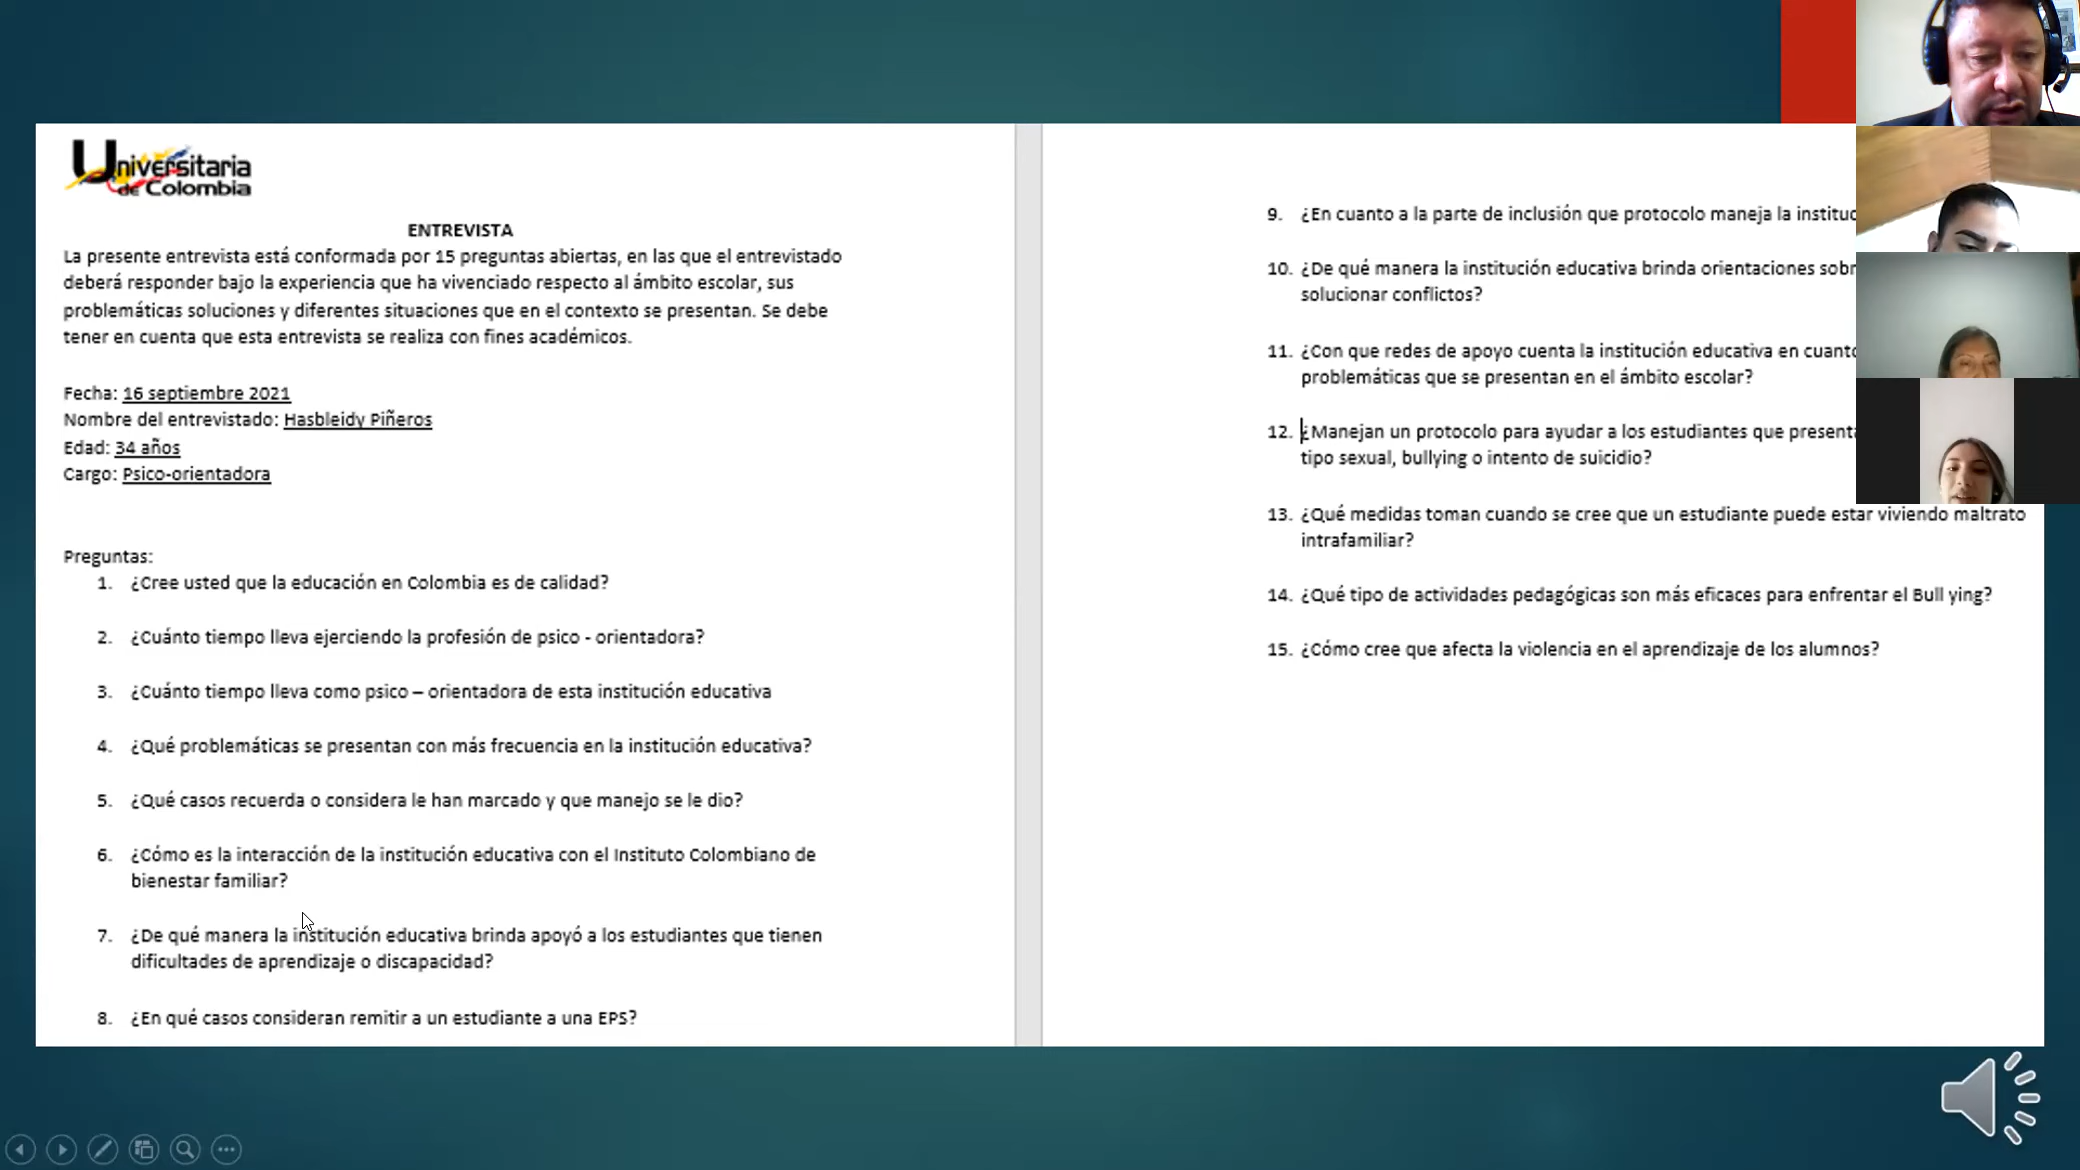 Universitaria
de Colombia
ENTREVISTA
La presente entrevista está conformada por 15 preguntas abiertas, en las que el entrevistado
deberá responder bajo la experiencia que ha vivenciado respecto al ámbito escolar, sus
problemáticas soluciones y diferentes situaciones que en el contexto se presentan. Se debe
tener en cuenta que esta entrevista se realiza con fines académicos.
Fecha: 16 septiembre 2021
Nombre del entrevistado: Hasbleidy Piñeros
Edad: 34 años
Cargo: Psico-orientadora
Preguntas:
1. ¿Cree usted que la educación en Colombia es de calidad?
2. ¿Cuánto tiempo lleva ejerciendo la profesión de psico - orientadora?
3. ¿Cuánto tiempo lleva como psico – orientadora de esta institución educativa
4. ¿Qué problemáticas se presentan con más frecuencia en la institución educativa?
5. ¿Qué casos recuerda o considera le han marcado y que manejo se le dio?
6. ¿Cómo es la interacción de la institución educativa con el Instituto Colombiano de
bienestar familiar?
7. ¿De qué manera la institución educativa brinda apoyó a los estudiantes que tienen
dificultades de aprendizaje o discapacidad?
8. ¿En qué casos consideran remitir a un estudiante a una EPS?
9. ¿En cuanto a la parte de inclusión que protocolo maneja la instituc
10. ¿De qué manera la institución educativa brinda orientaciones sobr
solucionar conflictos?
11. ¿Con que redes de apoyo cuenta la institución educativa en cuanto
problemáticas que se presentan en el ámbito escolar?
12. ¿Manejan un protocolo para ayudar a los estudiantes que present
tipo sexual, bullying o intento de suicidio?
13. ¿Qué medidas toman cuando se cree que un estudiante puede estar viviendo maltrato
intrafamiliar?
14. ¿Qué tipo de actividades pedagógicas son más eficaces para enfrentar el Bull ying?
15. ¿Cómo cree que afecta la violencia en el aprendizaje de los alumnos?